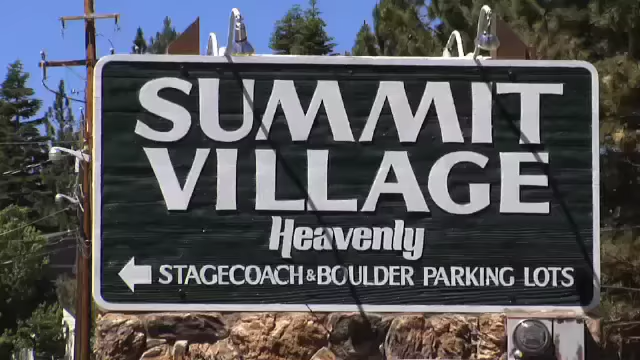 SUMMIT
VILLAGE
Heavenly
STAGECOACH & BOULDER PARKING LOTS